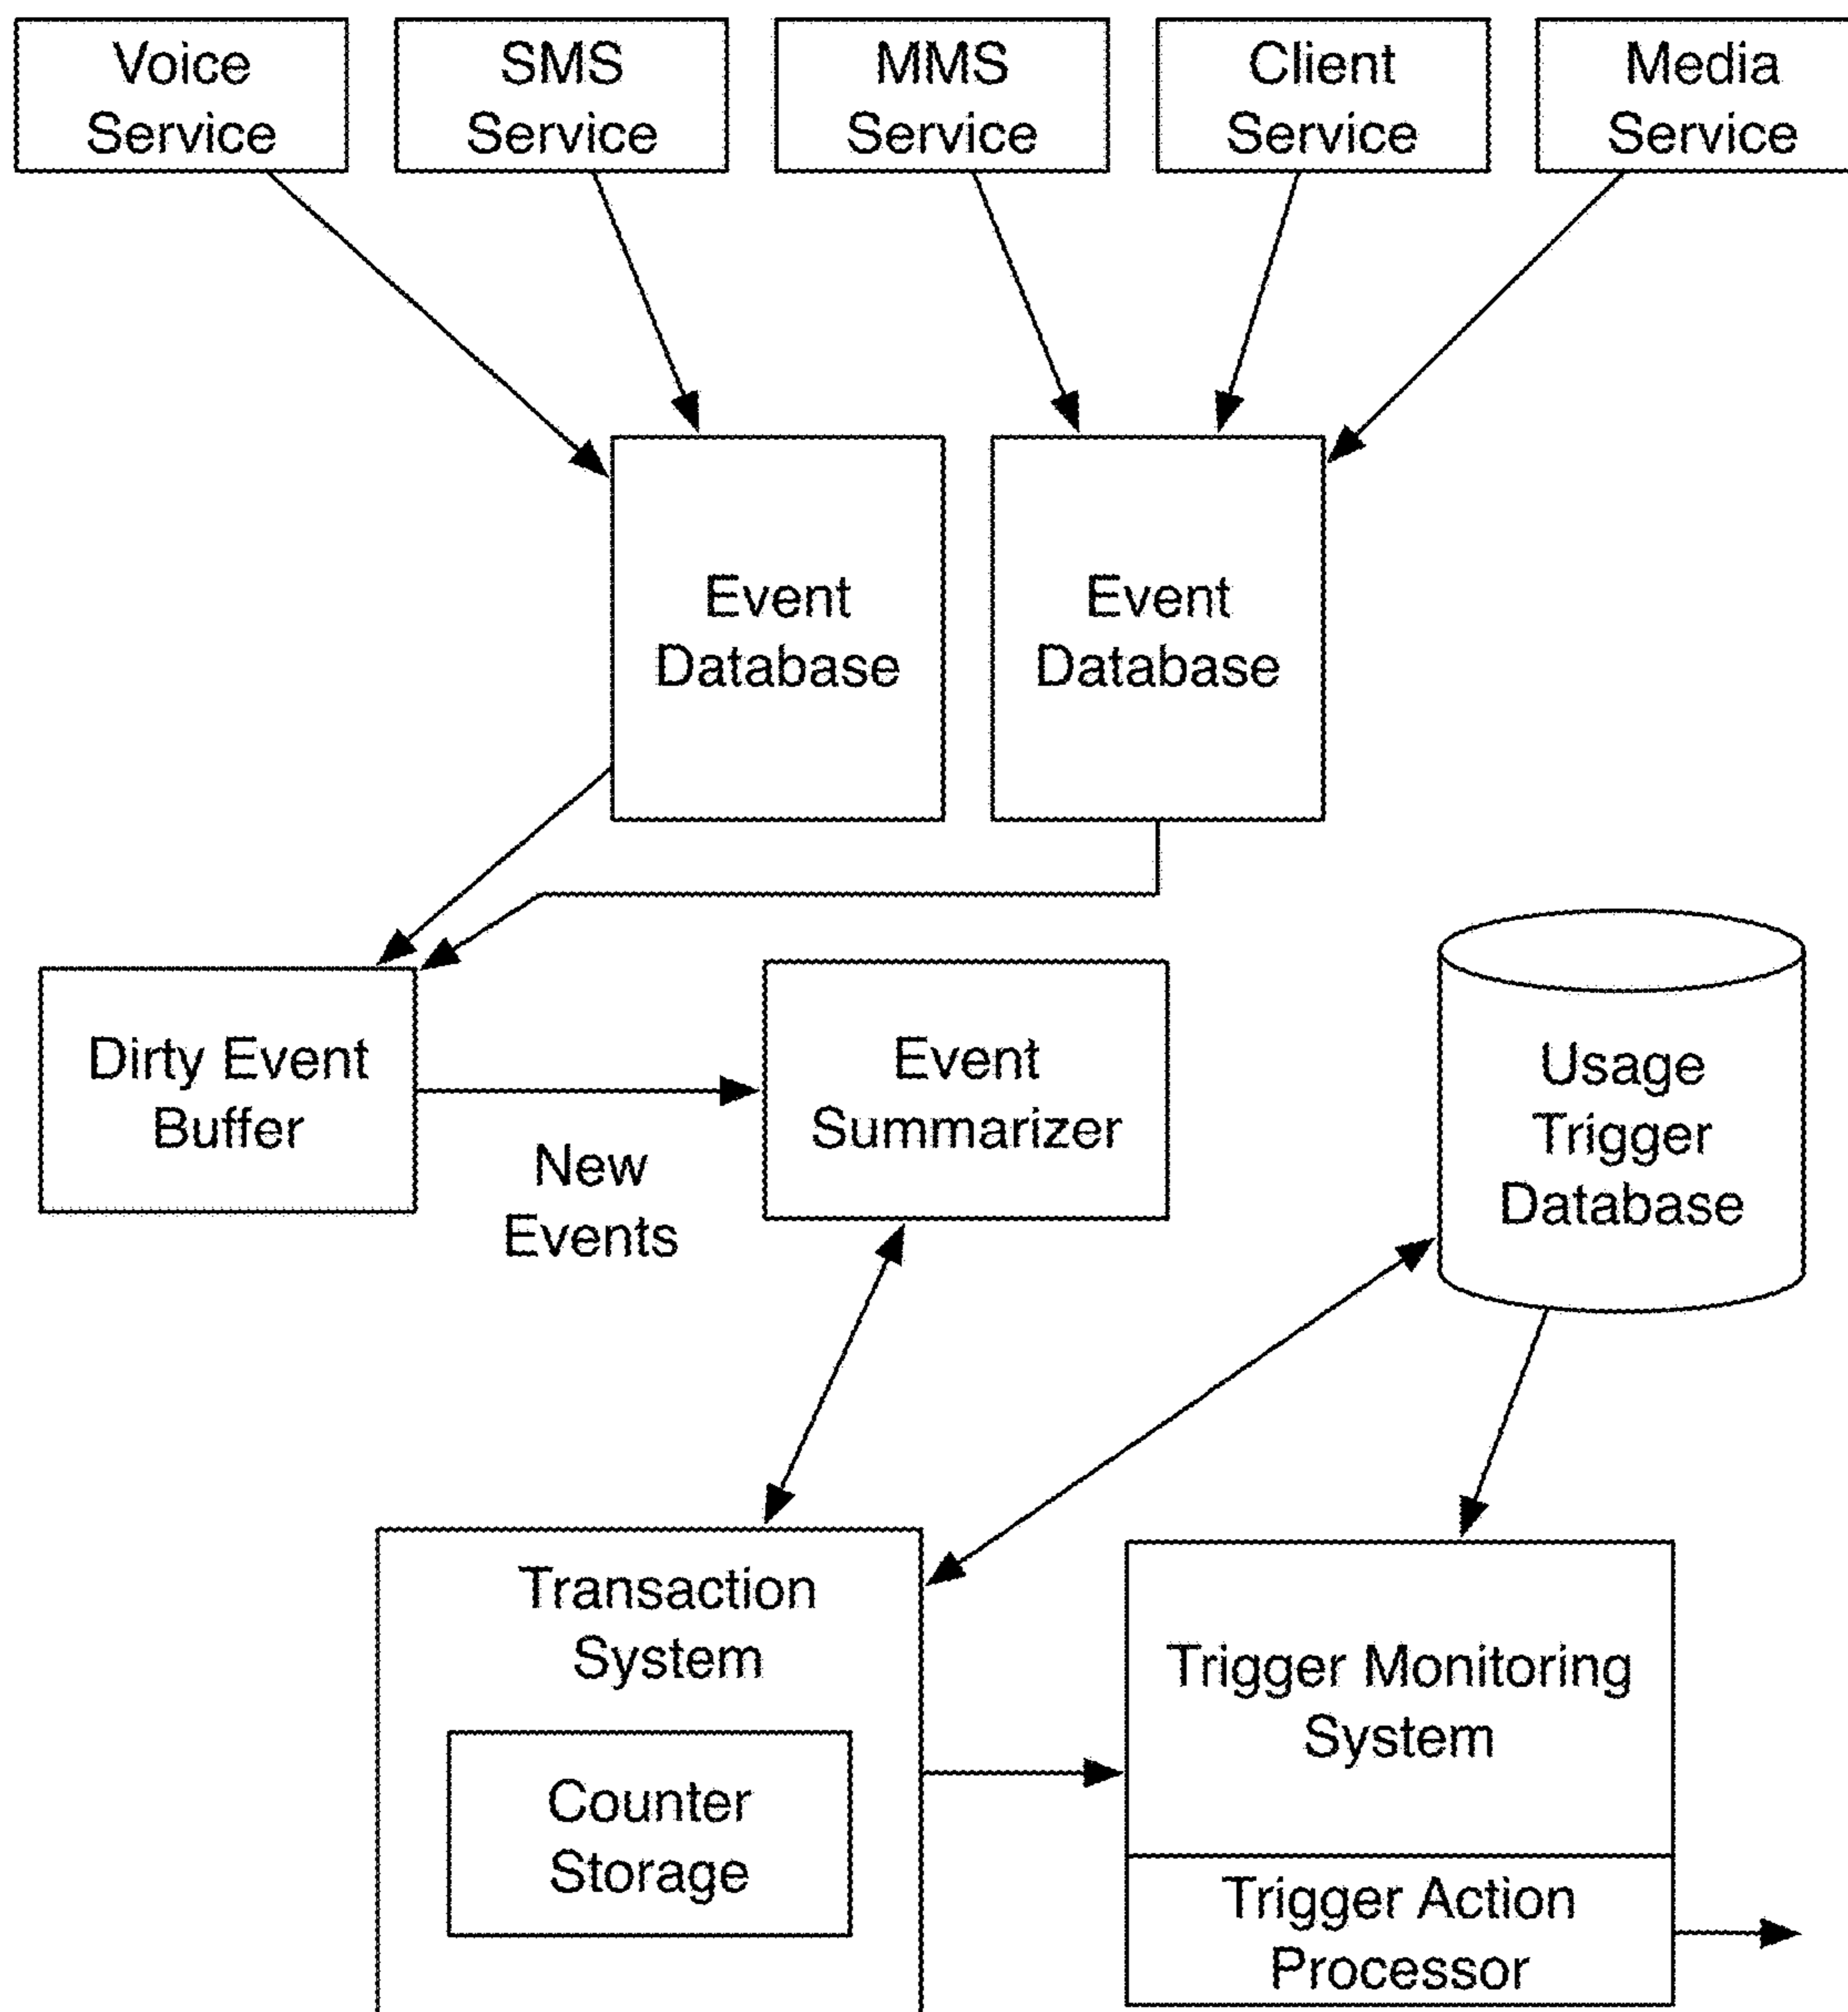 Voice
Service
SMS
Service
MMS
Service
Client
Service
Media
Service
Event
Database
Event
Database
Dirty Event
Buffer
New
Events
Event
Summarizer
Usage
Trigger
Database
Transaction
System
Counter
Storage
Trigger Monitoring
System
Trigger Action
Processor